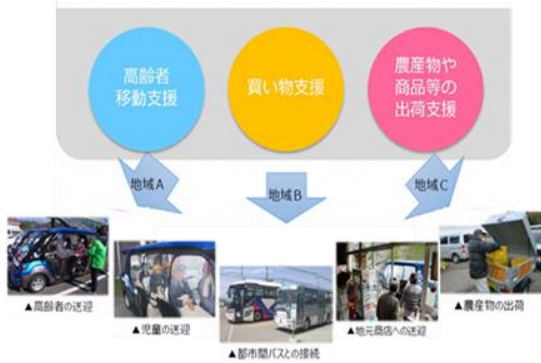 高齢者
移動支援
買い物支援
農産物や
商品等の
出荷支援
地域A
地域B
地域C
▲高齢者の送迎
▲児童の送迎
▲都市間バスとの接続
▲地元商店への送迎
▲農産物の出荷